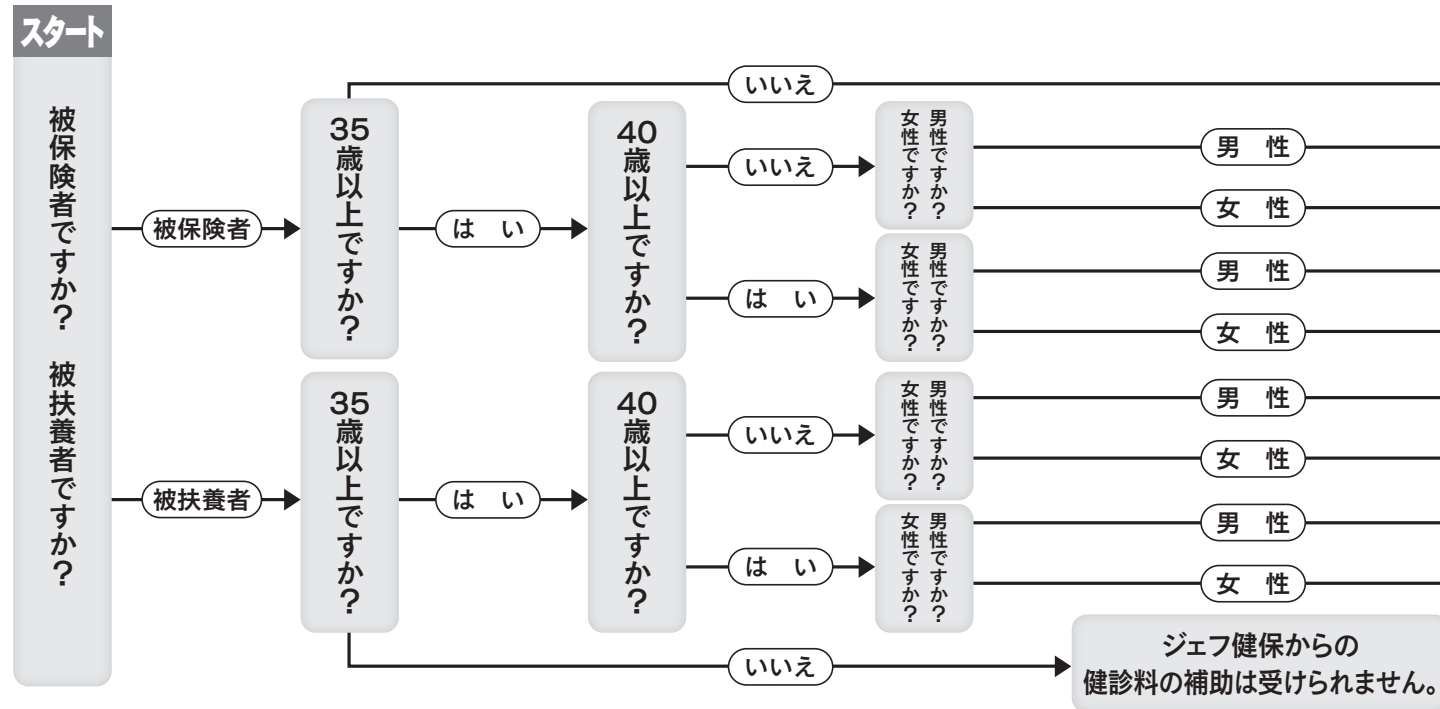 スタート
被保険者ですか？　被扶養者ですか？
被保険者
35歳以上ですか？
いいえ
は　い
40歳以上ですか？
いいえ
男性ですか？
女性ですか？
男　性
女　性
は　い
男性ですか？
女性ですか？
男　性
女　性
被扶養者
35歳以上ですか？
は　い
40歳以上ですか？
いいえ
男性ですか？
女性ですか？
男　性
女　性
は　い
男性ですか？
女性ですか？
男　性
女　性
いいえ
ジェフ健保からの
健診料の補助は受けられません。